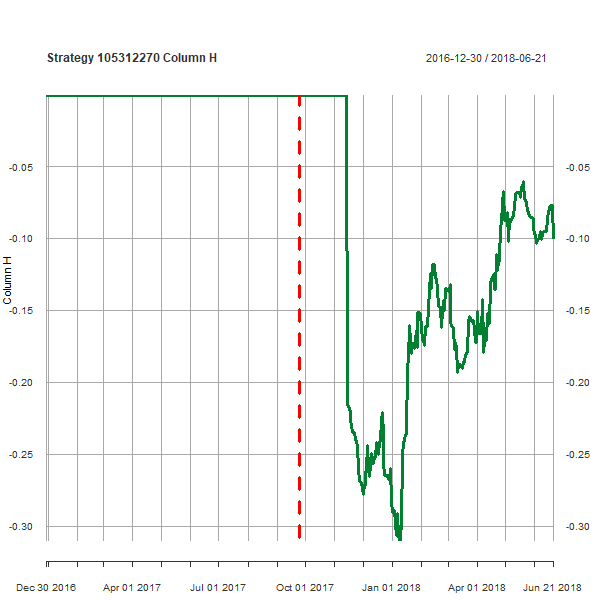 Strategy 105312270 Column H
2016-12-30 / 2018-06-21
-0.05
-0.05
-0.10
-0.10
-0.15
-0.15
-0.20
-0.20
-0.25
-0.25
-0.30
-0.30
Column H
Dec 30 2016
Apr 01 2017
Jul 01 2017
Oct 01 2017
Jan 01 2018
Apr 01 2018
Jun 21 2018